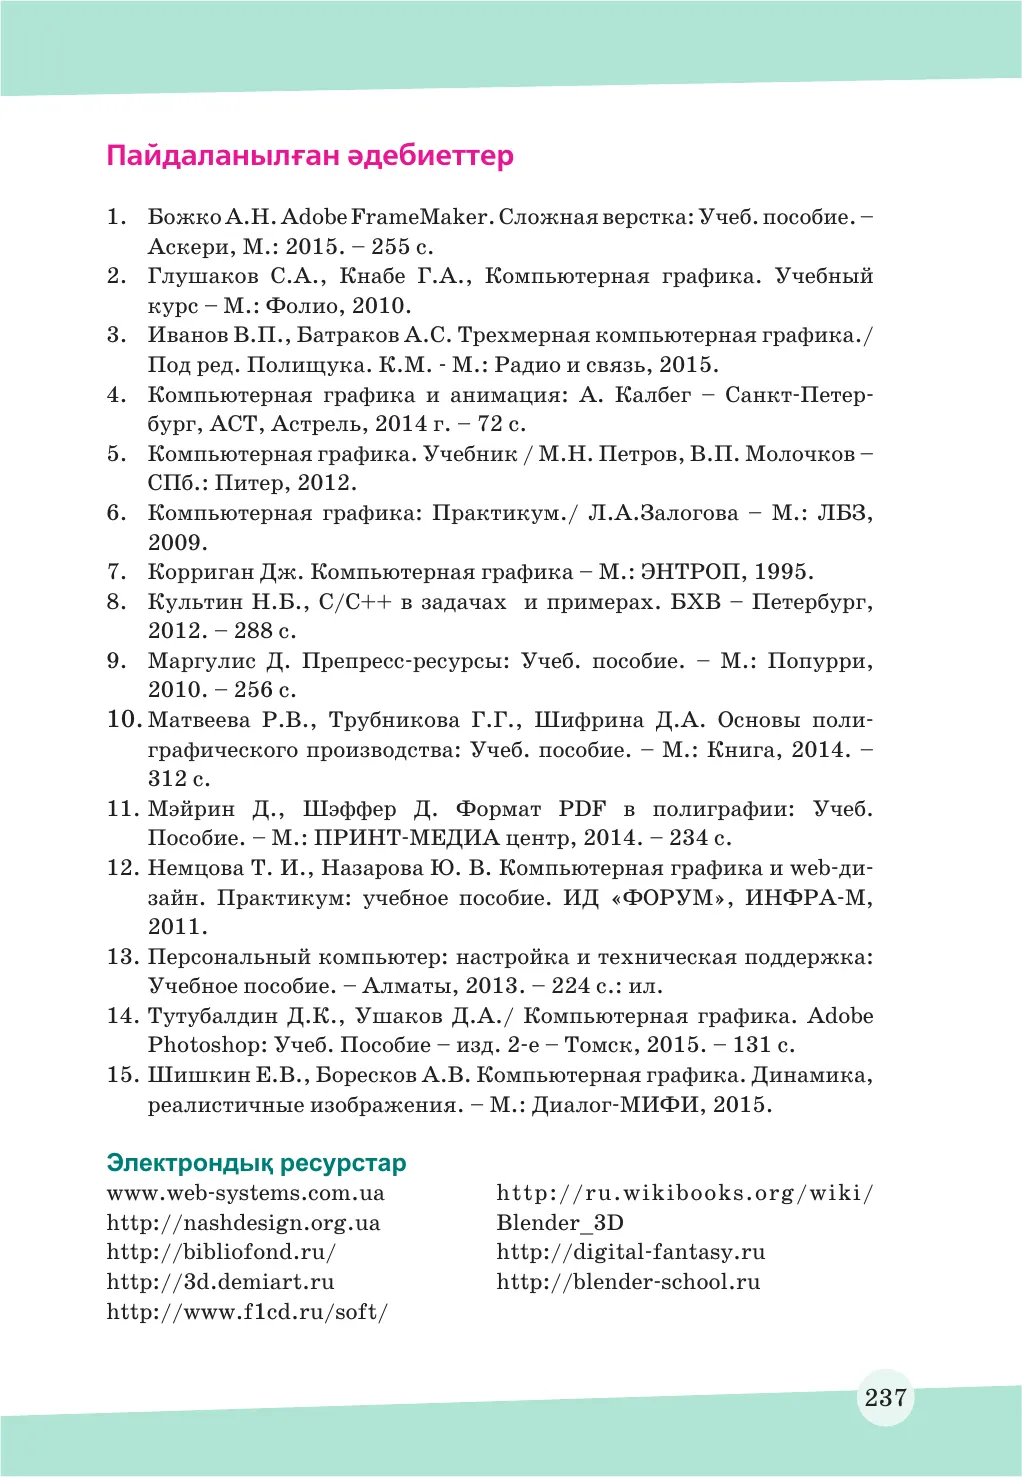 Пайдаланылған әдебиеттер
1. Божко А.Н. Adobe FrameMaker. Сложная верстка: Учеб. пособие. –
Аскери, М.: 2015. – 255 с.
2. Глушаков С.А., Кнабе Г.А., Компьютерная графика. Учебный
курс – М.: Фолио, 2010.
3. Иванов В.П., Батраков А.С. Трехмерная компьютерная графика./
Под ред. Полищука. К.М. - М.: Радио и связь, 2015.
4. Компьютерная графика и анимация: А. Калбег – Санкт-Петер-
бург, АСТ, Астрель, 2014 г. – 72 с.
5. Компьютерная графика. Учебник / М.Н. Петров, В.П. Молочков –
СПб.: Питер, 2012.
6. Компьютерная графика: Практикум./ Л.А.Залогова – М.: ЛБЗ,
2009.
7. Корриган Дж. Компьютерная графика – М.: ЭНТРОП, 1995.
8. Культин Н.Б., С/С++ в задачах и примерах. БХВ – Петербург,
2012. – 288 с.
9. Маргулис Д. Препресс-ресурсы: Учеб. пособие. – М.: Попурри,
2010. – 256 с.
10. Матвеева Р.В., Трубникова Г.Г., Шифрина Д.А. Основы поли-
графического производства: Учеб. пособие. – М.: Книга, 2014. –
312 с.
11. Мэйрин Д., Шэффер Д. Формат PDF в полиграфии: Учеб.
Пособие. – М.: ПРИНТ-МЕДИА центр, 2014. – 234 с.
12. Немцова Т. И., Назарова Ю. В. Компьютерная графика и web-ди-
зайн. Практикум: учебное пособие. ИД «ФОРУМ», ИНФРА-М,
2011.
13. Персональный компьютер: настройка и техническая поддержка:
Учебное пособие. – Алматы, 2013. – 224 с.: ил.
14. Тутубалдин Д.К., Ушаков Д.А./ Компьютерная графика. Adobe
Photoshop: Учеб. Пособие – изд. 2-е – Томск, 2015. – 131 с.
15. Шишкин Е.В., Боресков А.В. Компьютерная графика. Динамика,
реалистичные изображения. – М.: Диалог-МИФИ, 2015.
Электрондық ресурстар
www.web-systems.com.ua
http://nashdesign.org.ua
http://bibliofond.ru/
http://3d.demiart.ru
http://www.f1cd.ru/soft/
http://ru.wikibooks.org/wiki/
Blender_3D
http://digital-fantasy.ru
http://blender-school.ru
237